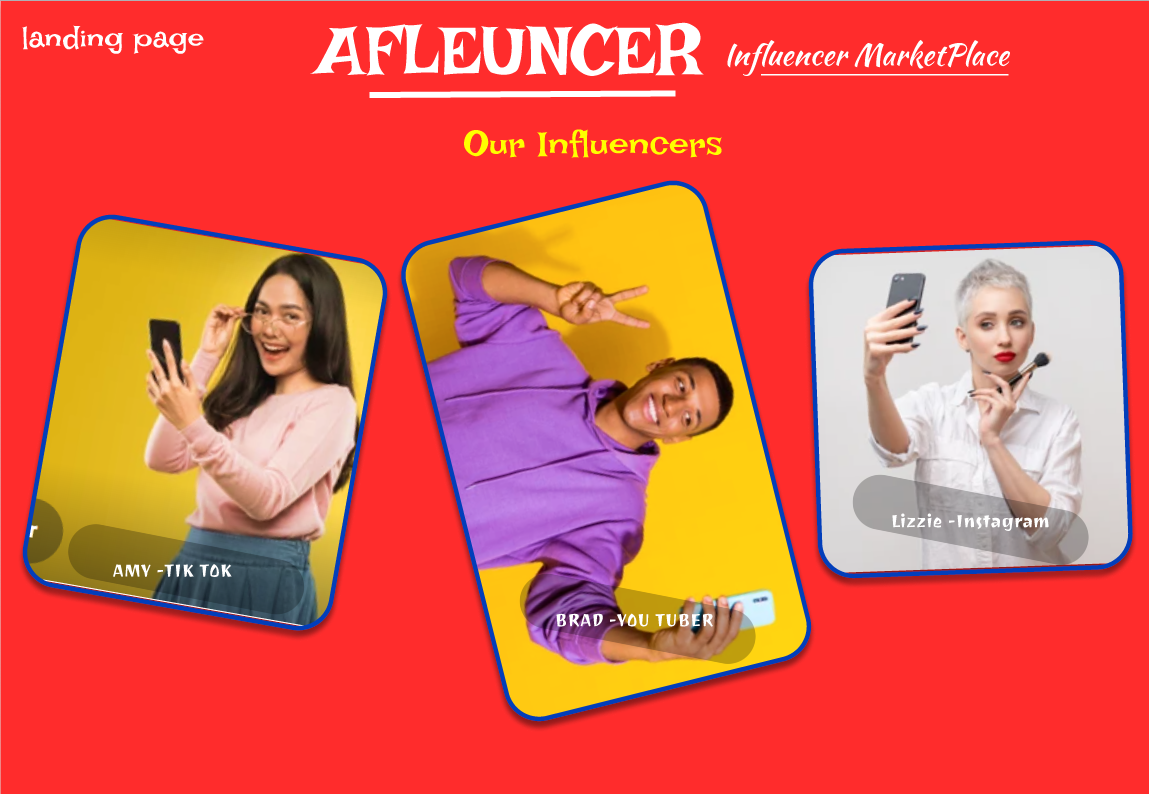 landing page
AFLEUNCER
Influencer MarketPlace
Our Influencers
r
AMY -TIK TOK
BRAD -YOU TUBER
Lizzie -Instagram